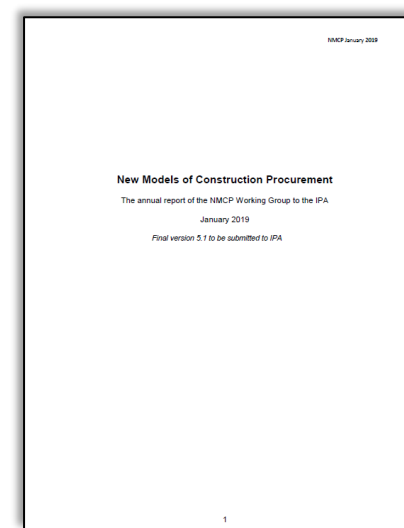 NMCP January 2019
New Models of Construction Procurement
The annual report of the NMCP Working Group to the IPA
January 2019
Final version 5.1 to be submitted to IPA
1